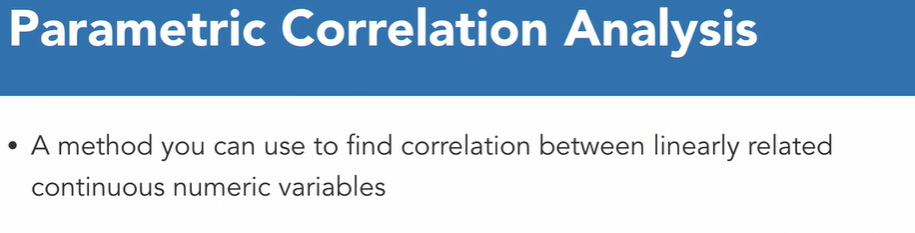 Parametric Correlation Analysis
• A method you can use to find correlation between linearly related
continuous numeric variables